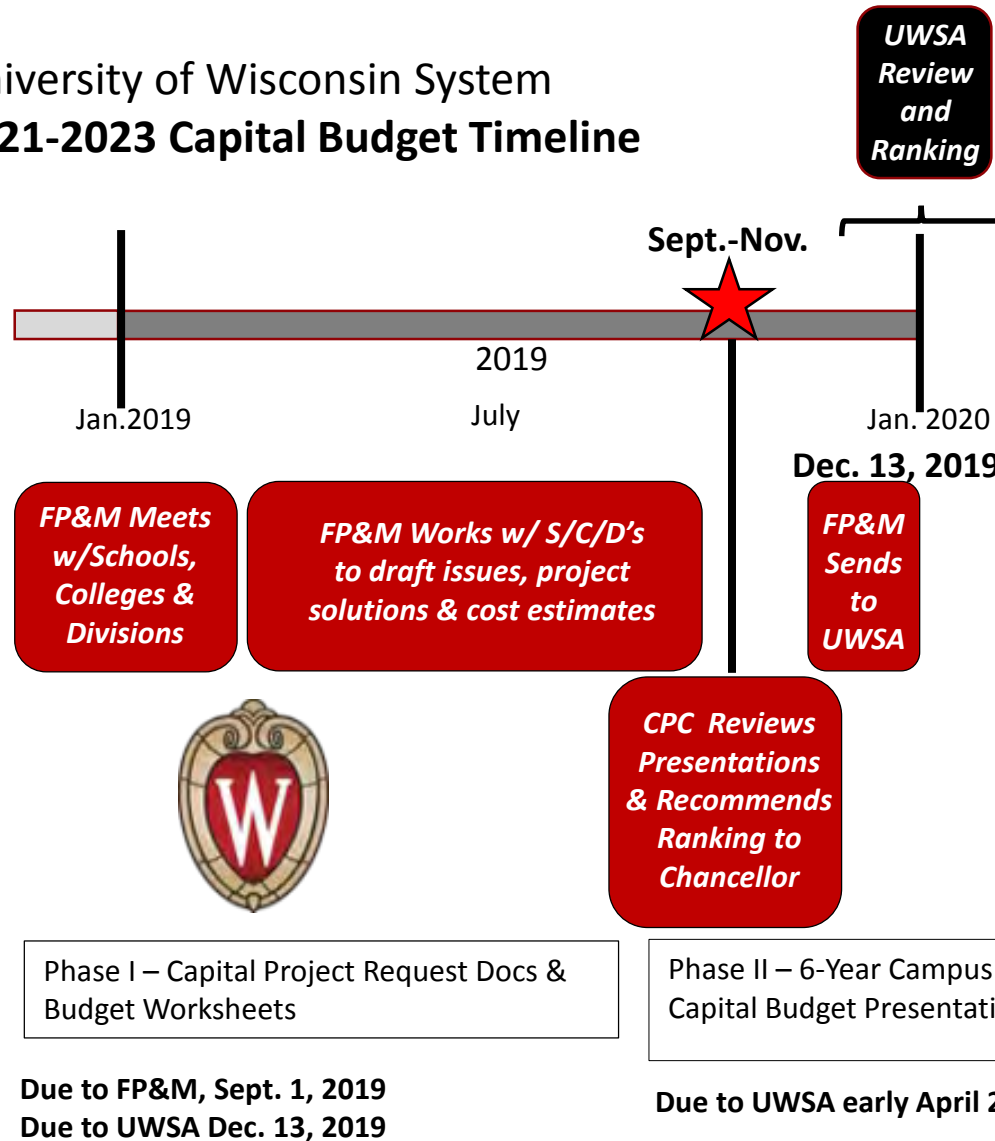 niversity of Wisconsin System
21-2023 Capital Budget Timeline
UWSA
Review
and
Ranking
Sept.-Nov.
2019
Jan.2019
July
Jan. 2020
Dec. 13, 2019
FP&M Meets
w/Schools,
Colleges &
Divisions
FP&M Works w/ S/C/D’s
to draft issues, project
solutions & cost estimates
FP&M
Sends
to
UWSA
CPC Reviews
Presentations
& Recommends
Ranking to
Chancellor
W
Phase I – Capital Project Request Docs &
Budget Worksheets
Phase II – 6-Year Campus
Capital Budget Presentati
Due to FP&M, Sept. 1, 2019
Due to UWSA Dec. 13, 2019
Due to UWSA early April 2